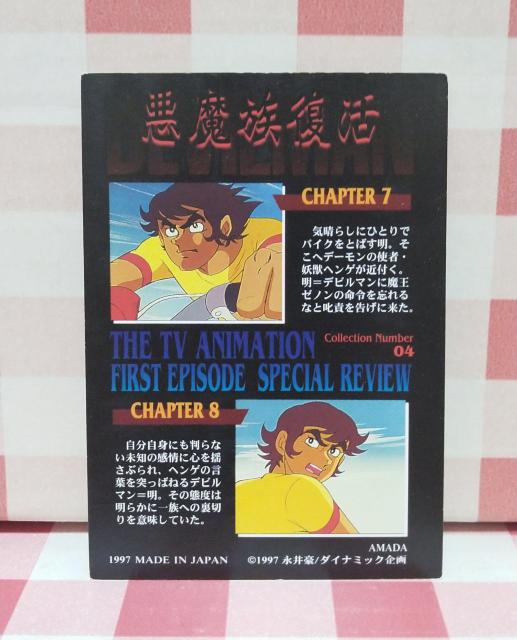 悪魔族復活
DEVILMAN
CHAPTER 7
気晴らしにひとりで
バイクをとばす明。そ
こへデーモンの使者・
妖獣ヘンゲが近付く。
明=デビルマンに魔王
ゼノンの命令を忘れる
なと叱責を告げに来た。
THE TV ANIMATION
Collection Number
04
FIRST EPISODE SPECIAL REVIEW
CHAPTER 8
自分自身にも判らな
い未知の感情に心を揺
さぶられ、ヘンゲの言
葉を突っぱねるデビル
マン=明。その態度は
明らかに一族への裏切
りを意味していた。
AMADA
1997 MADE IN JAPAN
©1997 永井豪/ダイナミック企画